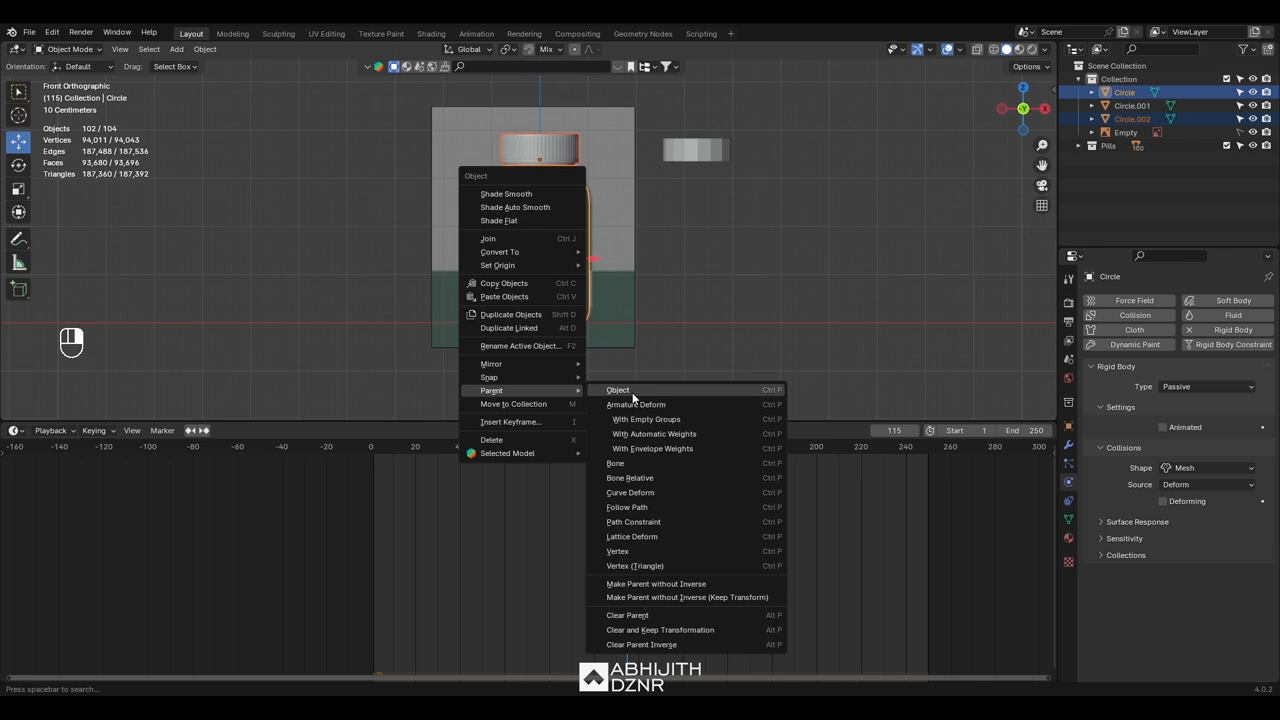 File Edit Render Window Help Layout Modeling Sculpting UV Editing Texture Paint Shading Animation Rendering Compositing Geometry Nodes Scripting + Scene ViewLayer
Object Mode View Select Add Object Global Mix
Orientation: Default Drag: Select Box Options
Front Orthographic
(115) Collection | Circle
10 Centimeters
Objects 102 / 104
Vertices 94,011 / 94,043
Edges 187,488 / 187,536
Faces 93,680 / 93,696
Triangles 187,360 / 187,392
Z
Y
X
Scene Collection
Collection
Circle
Circle.001
Circle.002
Empty
Pills 100
Object
Shade Smooth
Shade Auto Smooth
Shade Flat
Join Ctrl J
Convert To
Set Origin
Copy Objects Ctrl C
Paste Objects Ctrl V
Duplicate Objects Shift D
Duplicate Linked Alt D
Rename Active Object... F2
Mirror
Snap
Parent
Move to Collection M
Insert Keyframe... I
Delete X
Selected Model
Object Ctrl P
Armature Deform Ctrl P
With Empty Groups Ctrl P
With Automatic Weights Ctrl P
With Envelope Weights Ctrl P
Bone Ctrl P
Bone Relative Ctrl P
Curve Deform Ctrl P
Follow Path Ctrl P
Path Constraint Ctrl P
Lattice Deform Ctrl P
Vertex Ctrl P
Vertex (Triangle) Ctrl P
Make Parent without Inverse Ctrl P
Make Parent without Inverse (Keep Transform) Ctrl P
Clear Parent Alt P
Clear and Keep Transformation Alt P
Clear Parent Inverse Alt P
Circle
Force Field Soft Body
Collision Fluid
Cloth Rigid Body
Dynamic Paint Rigid Body Constraint
Rigid Body
Type Passive
Settings
Animated
Collisions
Shape Mesh
Source Deform
Deforming
Surface Response
Sensitivity
Collections
Playback Keying View Marker 115 Start 1 End 250
-160 -140 -120 -100 -80 -60 -40 -20 0 20 40 60 200 220 240 260
ABHIJITH
DZNR
Press spacebar to search... 4.0.2